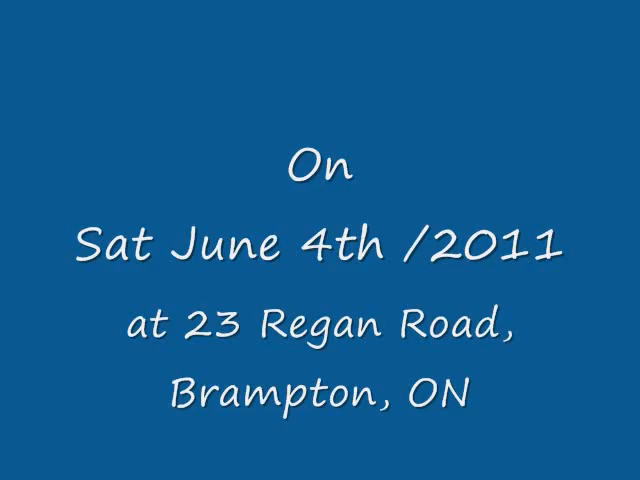 On
Sat June 4th /2011
at 23 Regan Road,
Brampton, ON